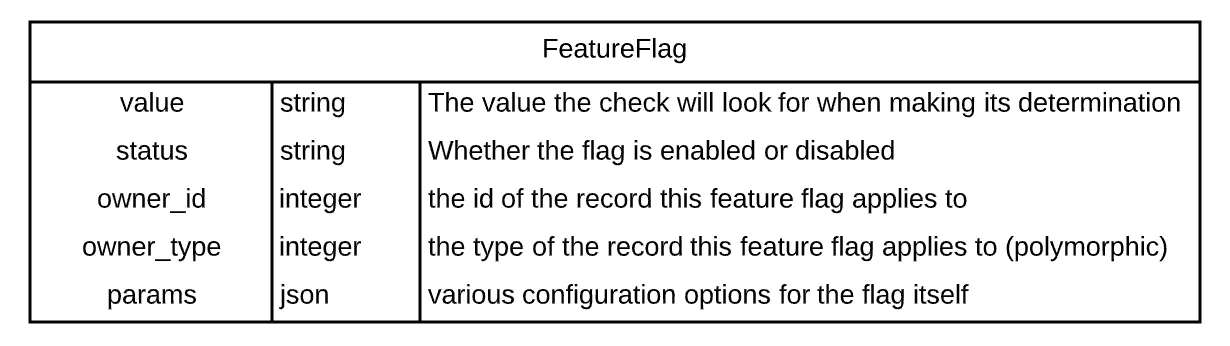 FeatureFlag
value string The value the check will look for when making its determination
status string Whether the flag is enabled or disabled
owner_id integer the id of the record this feature flag applies to
owner_type integer the type of the record this feature flag applies to (polymorphic)
params json various configuration options for the flag itself